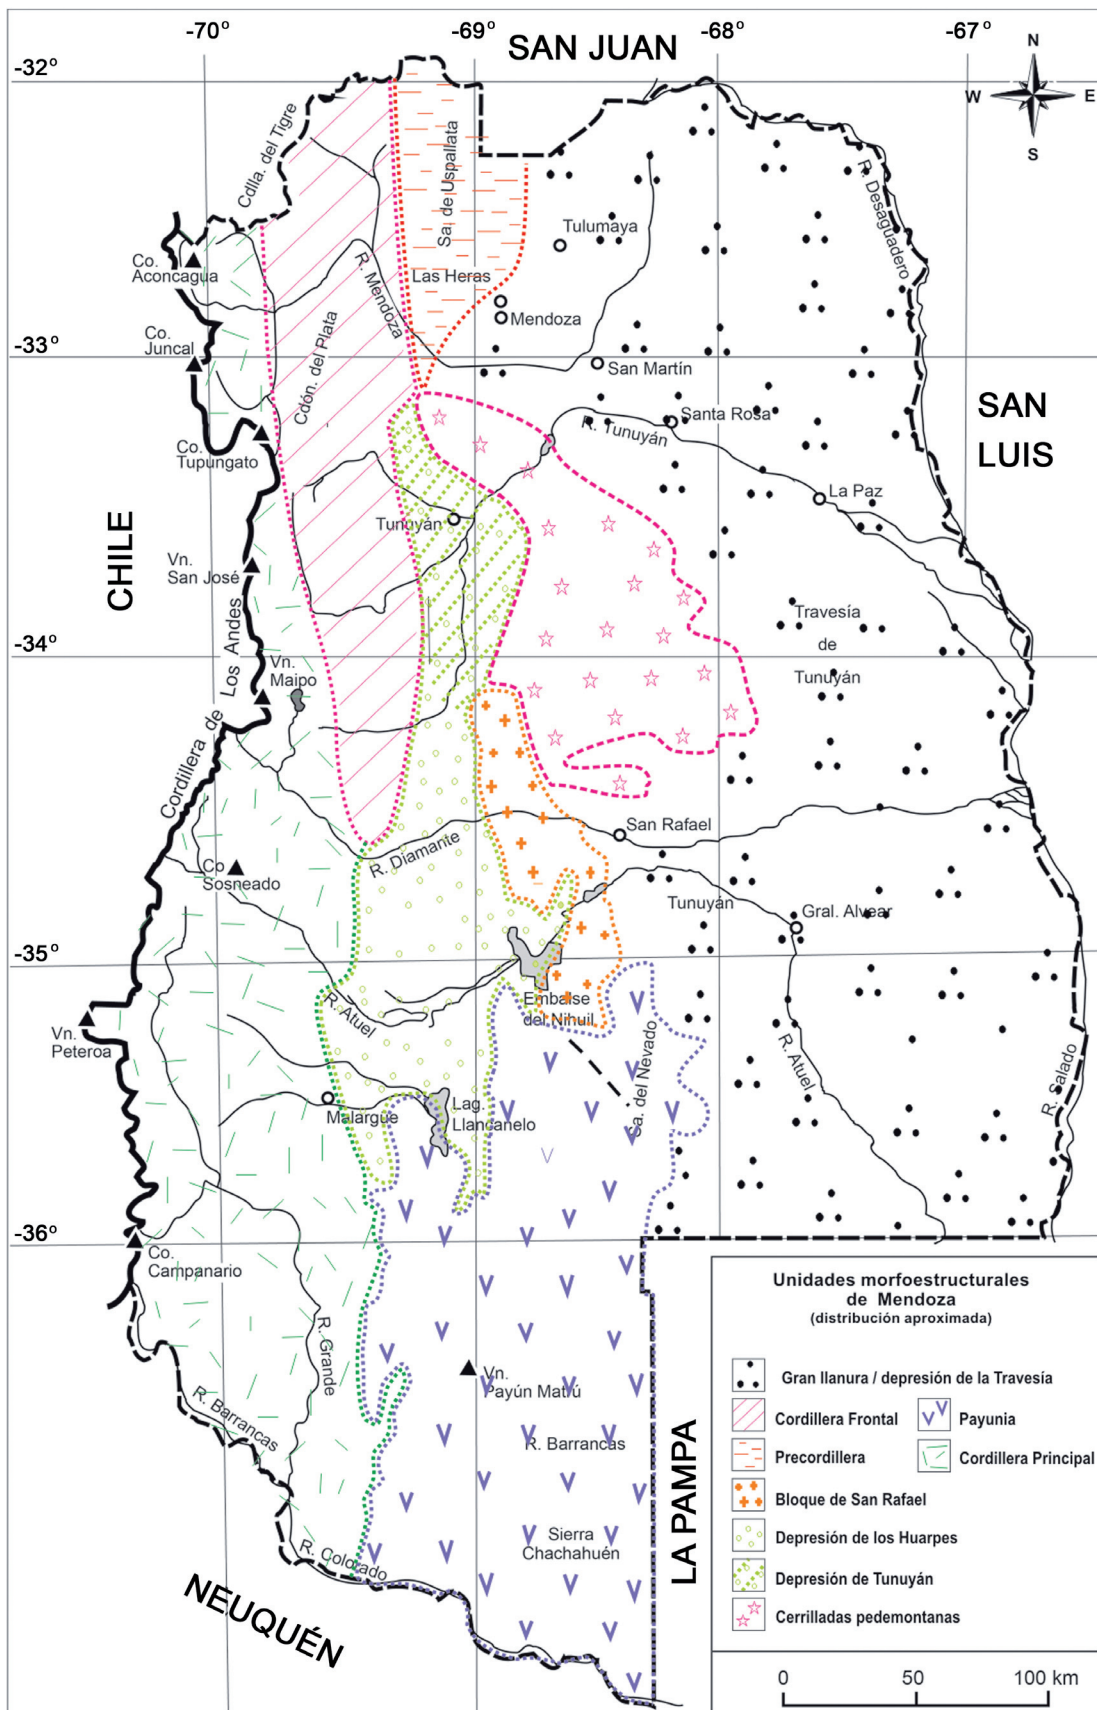 -70°
-69°
-68°
-67°
SAN JUAN
-32°
N
W
E
S
Cdlla. del Tigre
Sa. de Uspallata
R. Desaguadero
Tulumaya
Co.
Aconcagua
R. Mendoza
Las Heras
Mendoza
Co.
Juncal
-33°
Cdón. del Plata
San Martín
SAN
LUIS
Santa Rosa
R. Tunuyán
Co.
Tupungato
La Paz
Tunuyán
CHILE
Vn.
San José
Travesía
de
Tunuyán
-34°
Vn.
Maipo
Cordillera de Los Andes
San Rafael
R. Diamante
Co
Sosneado
Tunuyán
Gral. Alvear
-35°
R. Atuel
Embalse
del Nihuil
Vn.
Peteroa
Sa. del Nevado
R. Atuel
R. Salado
Malargüe
Lag.
Llancanelo
-36°
Co.
Campanario
R. Grande
Vn.
Payún Matrú
R. Barrancas
R. Barrancas
LA PAMPA
Sierra
Chachahuén
R. Colorado
NEUQUÉN
Unidades morfoestructurales
de Mendoza
(distribución aproximada)
Gran llanura / depresión de la Travesía
Cordillera Frontal
Payunia
Precordillera
Cordillera Principal
Bloque de San Rafael
Depresión de los Huarpes
Depresión de Tunuyán
Cerrilladas pedemontanas
0
50
100 km